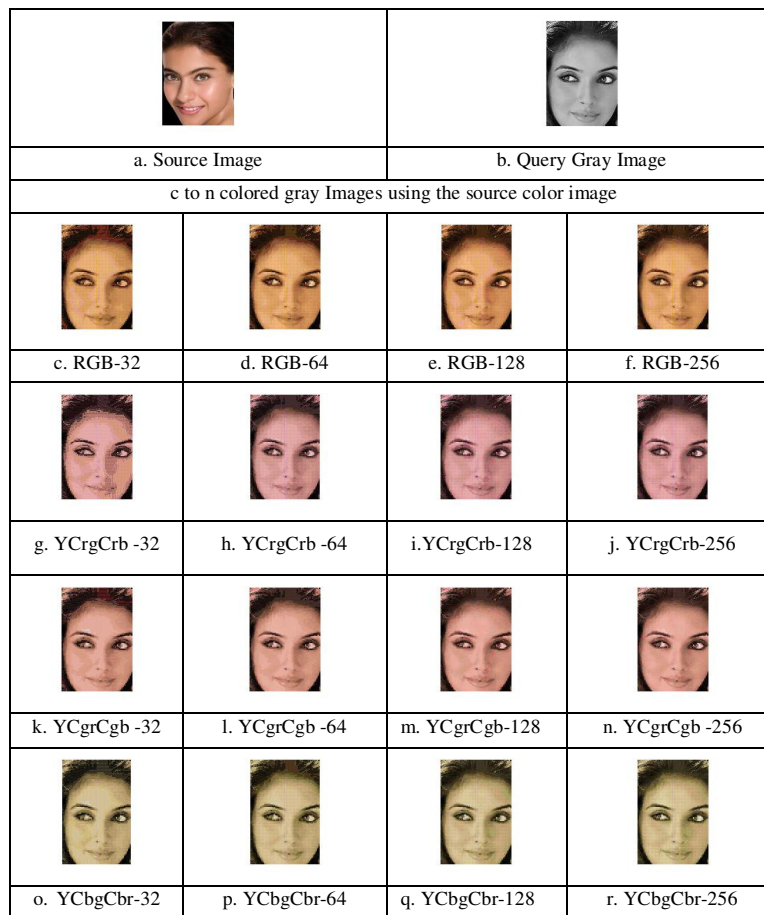 a. Source Image
b. Query Gray Image
c to n colored gray Images using the source color image
c. RGB-32
d. RGB-64
e. RGB-128
f. RGB-256
g. YCrgCrb -32
h. YCrgCrb -64
i.YCrgCrb-128
j. YCrgCrb-256
k. YCgrCgb -32
l. YCgrCgb -64
m. YCgrCgb-128
n. YCgrCgb -256
o. YCbgCbr-32
p. YCbgCbr-64
q. YCbgCbr-128
r. YCbgCbr-256